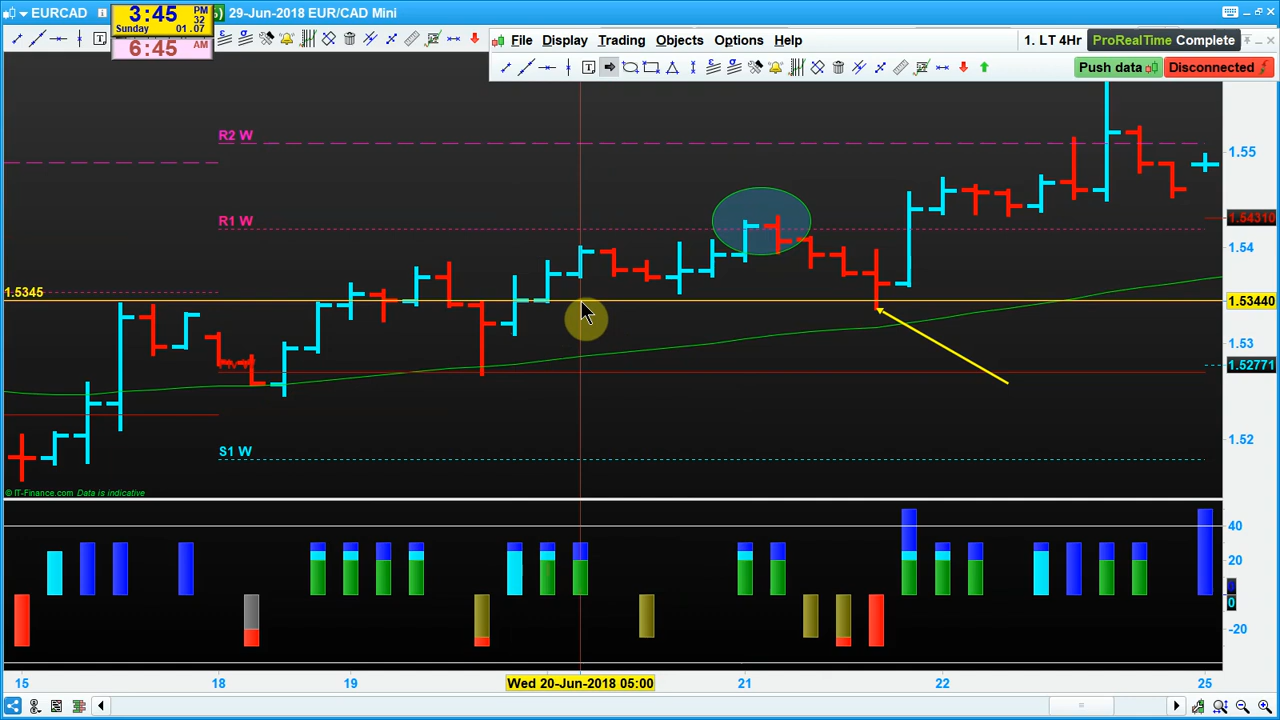 EURCAD
3:45 PM 32
Sunday 01.07
6:45 AM
29-Jun-2018 EUR/CAD Mini
File Display Trading Objects Options Help
1. LT 4Hr
ProRealTime Complete
Push data
Disconnected
R2 W
R1 W
1.5345
S1 W
1.55
1.54310
1.54
1.53440
1.53
1.52771
1.52
© IT-Finance.com Data is indicative
40
20
0
-20
15
18
19
Wed 20-Jun-2018 05:00
21
22
25